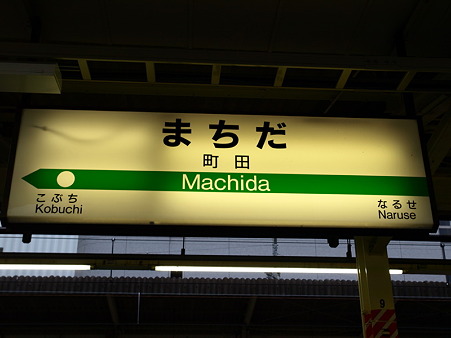 まちだ
町田
Machida
こぶち
Kobuchi
なるせ
Naruse
9